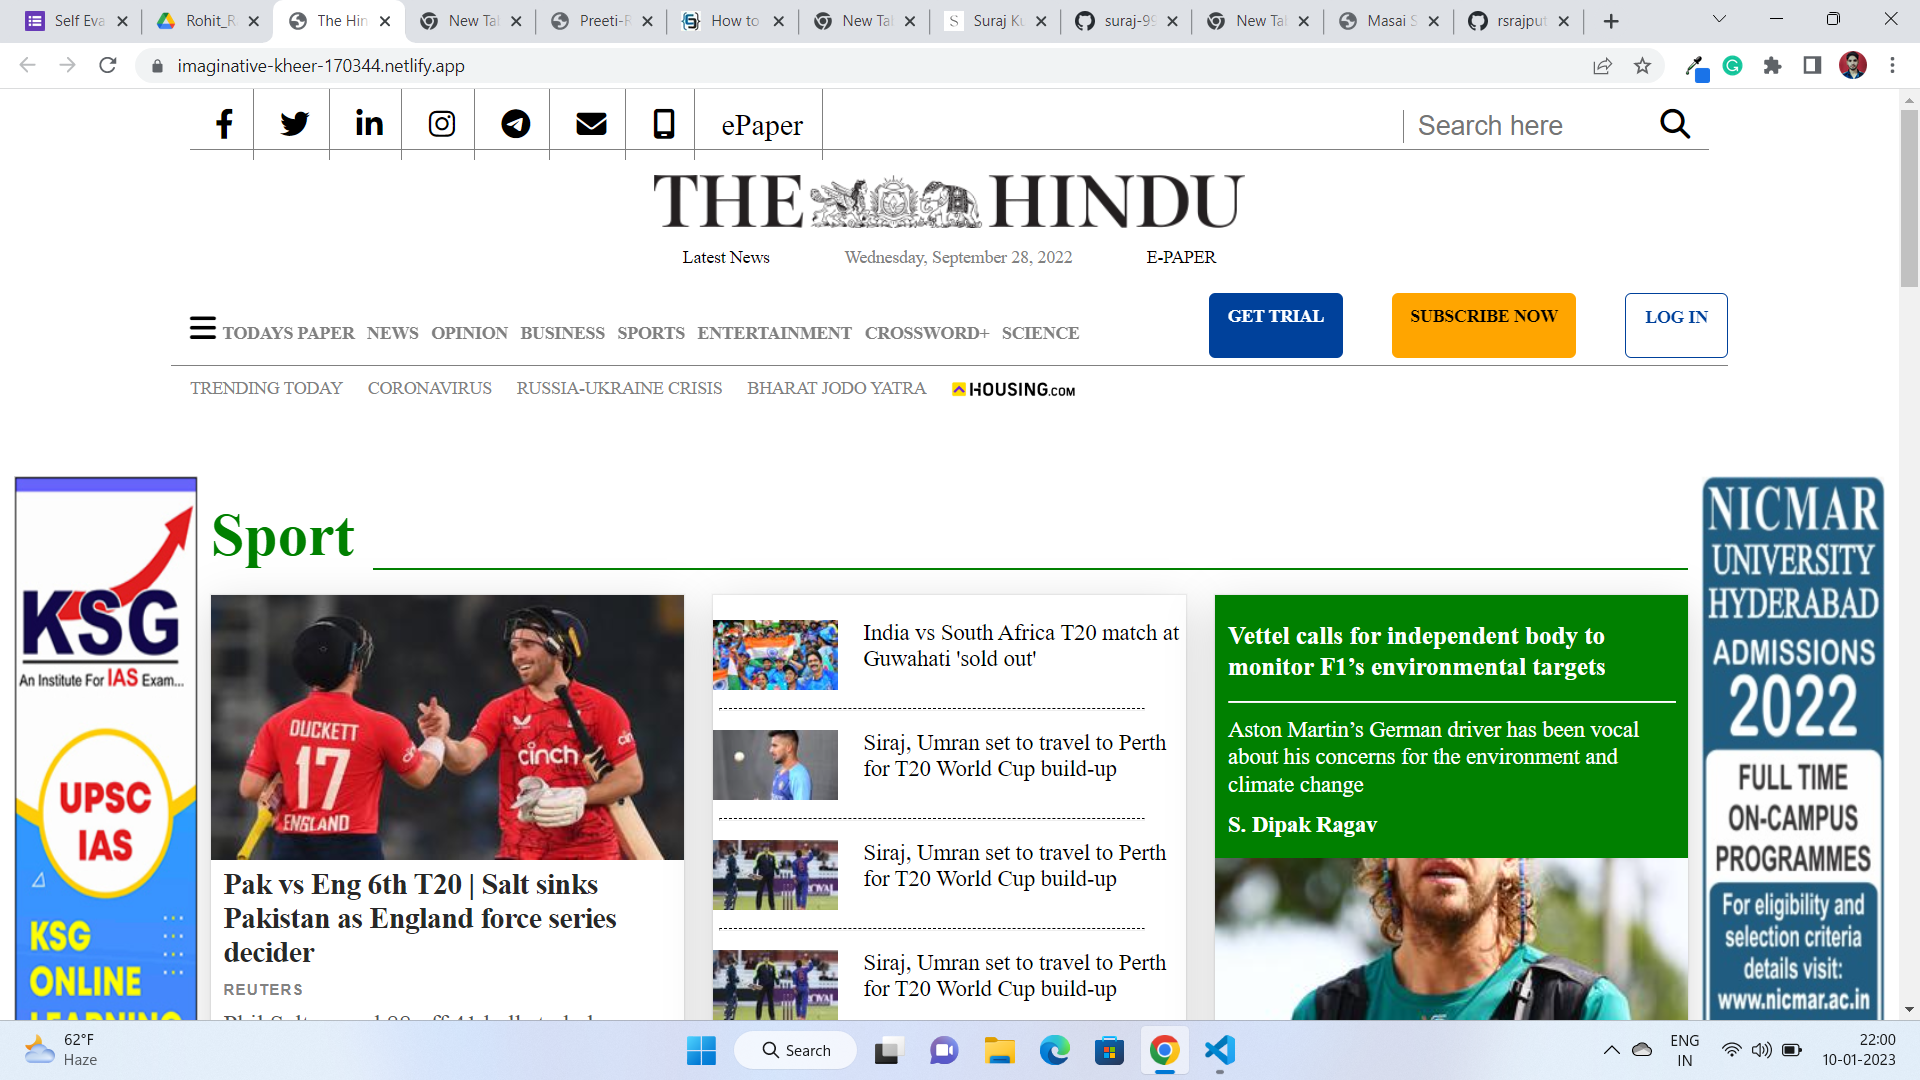 Self Eva
Rohit_R
The Hin
New Tal
Preeti-R
How to
New Tal
Suraj Ku
suraj-99
New Tal
Masai S
rsrajput
imaginative-kheer-170344.netlify.app
ePaper
Search here
THE HINDU
Latest News
Wednesday, September 28, 2022
E-PAPER
TODAYS PAPER NEWS OPINION BUSINESS SPORTS ENTERTAINMENT CROSSWORD+ SCIENCE
GET TRIAL
SUBSCRIBE NOW
LOG IN
TRENDING TODAY CORONAVIRUS RUSSIA-UKRAINE CRISIS BHARAT JODO YATRA HOUSING.COM
KSG
An Institute For IAS Exam...
UPSC
IAS
KSG
ONLINE
LEARNING
Sport
DUCKETT
17
ENGLAND
cinch
Pak vs Eng 6th T20 | Salt sinks
Pakistan as England force series
decider
REUTERS
India vs South Africa T20 match at
Guwahati 'sold out'
Siraj, Umran set to travel to Perth
for T20 World Cup build-up
Siraj, Umran set to travel to Perth
for T20 World Cup build-up
Siraj, Umran set to travel to Perth
for T20 World Cup build-up
Vettel calls for independent body to
monitor F1’s environmental targets
Aston Martin’s German driver has been vocal
about his concerns for the environment and
climate change
S. Dipak Ragav
NICMAR
UNIVERSITY
HYDERABAD
ADMISSIONS
2022
FULL TIME
ON-CAMPUS
PROGRAMMES
For eligibility and
selection criteria
details visit:
www.nicmar.ac.in
62°F
Haze
Search
ENG
IN
22:00
10-01-2023